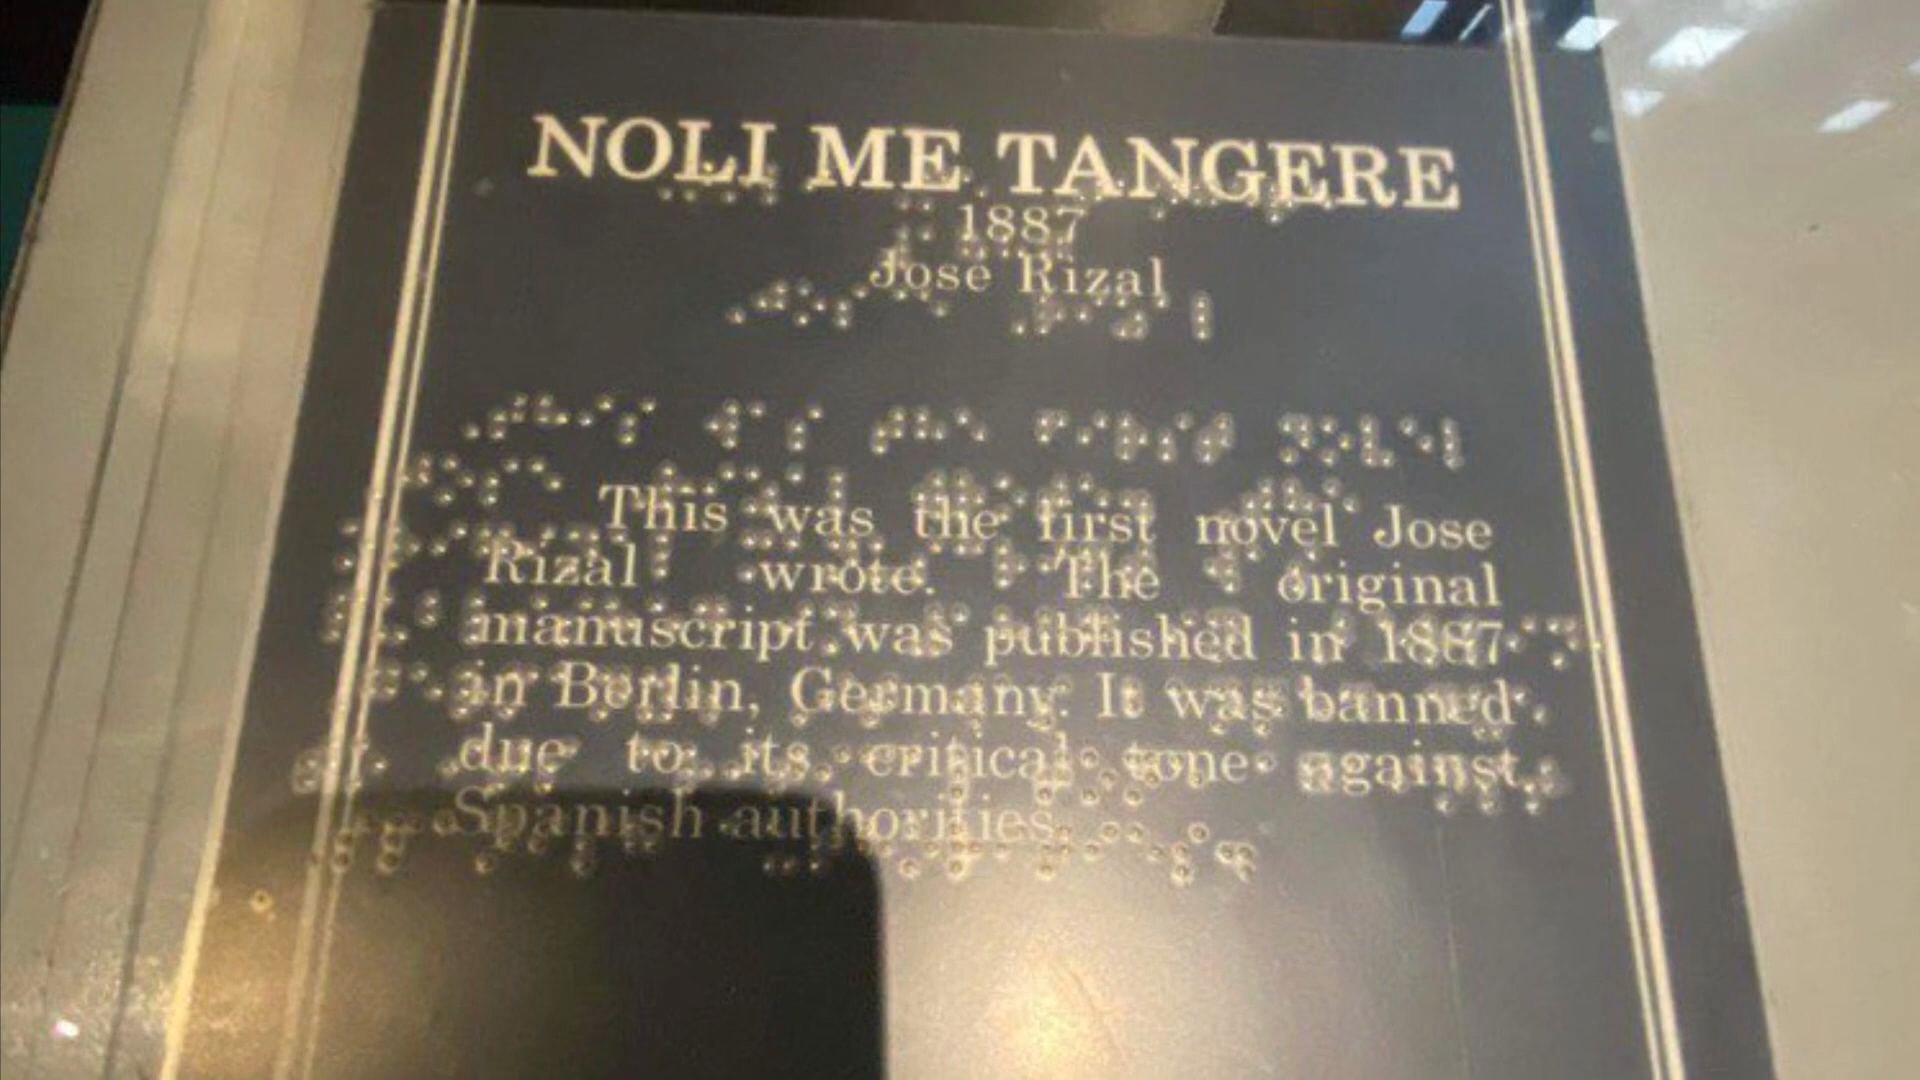 NOLI ME TANGERE
1887
Jose Rizal
This was the first novel Jose
Rizal wrote. The original
manuscript was published in 1887
in Berlin, Germany. It was banned
due to its critical tone against
Spanish authorities.